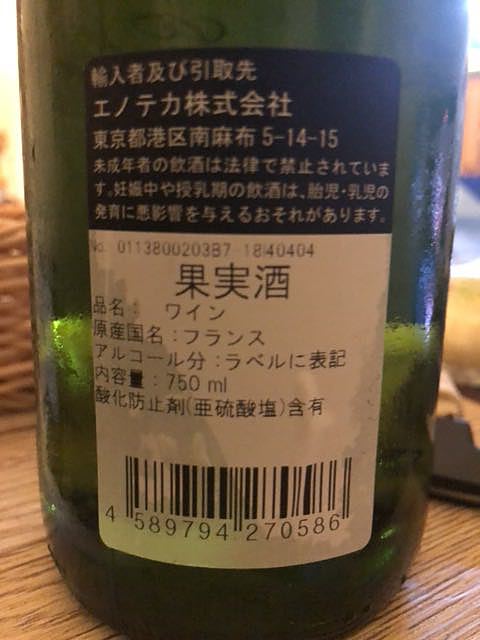 輸入者及び引取先
エノテカ株式会社
東京都港区南麻布 5-14-15
未成年者の飲酒は法律で禁止されていま
す。妊娠中や授乳期の飲酒は、胎児・乳児の
発育に悪影響を与えるおそれがあります。
No. 0113800203B7 18I40404
果実酒
品名： ワイン
原産国名：フランス
アルコール分：ラベルに表記
内容量：750 ml
酸化防止剤(亜硫酸塩)含有
4 589794 270586